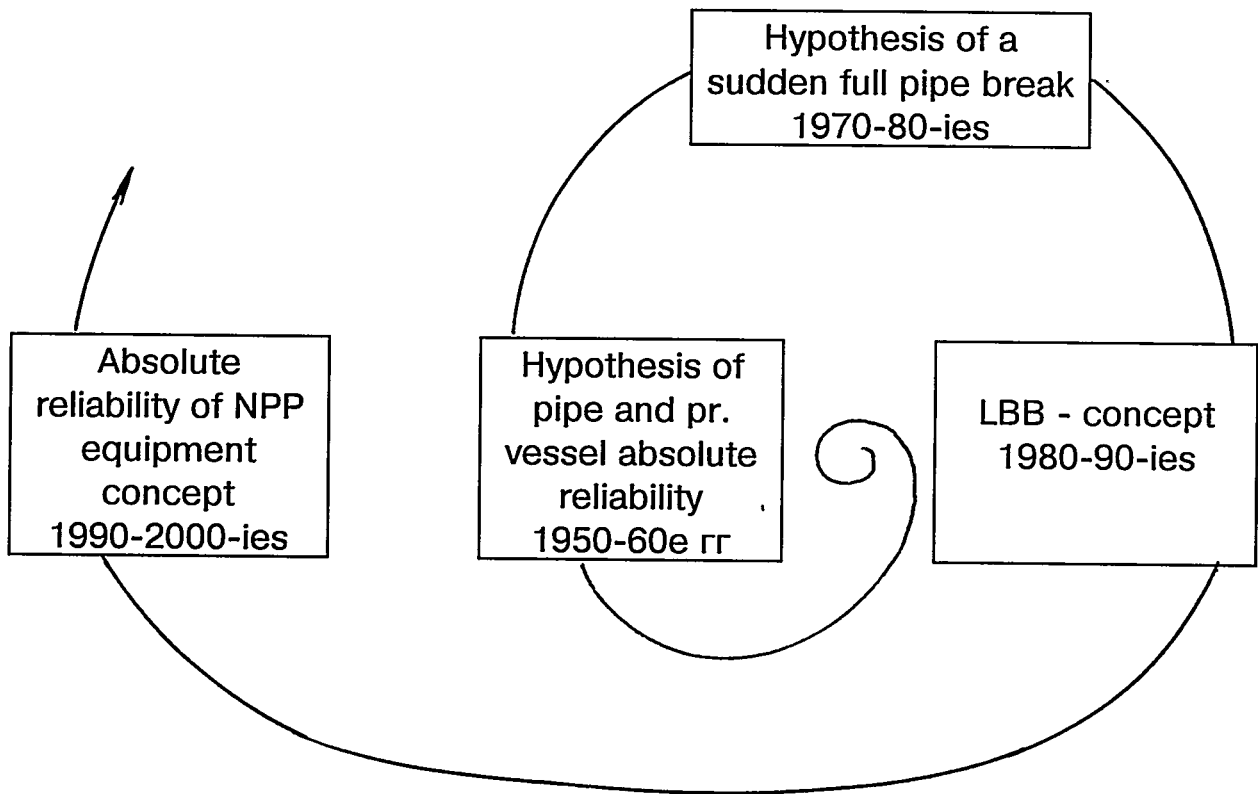 Hypothesis of a
sudden full pipe break
1970-80-ies
Absolute
reliability of NPP
equipment
concept
1990-2000-ies
Hypothesis of
pipe and pr.
vessel absolute
reliability
1950-60е гг
LBB - concept
1980-90-ies